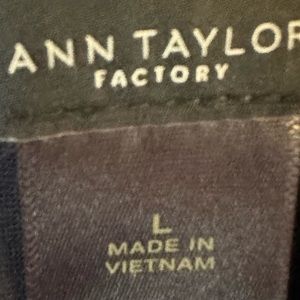 ANN TAYLOR
FACTORY
L
MADE IN
VIETNAM